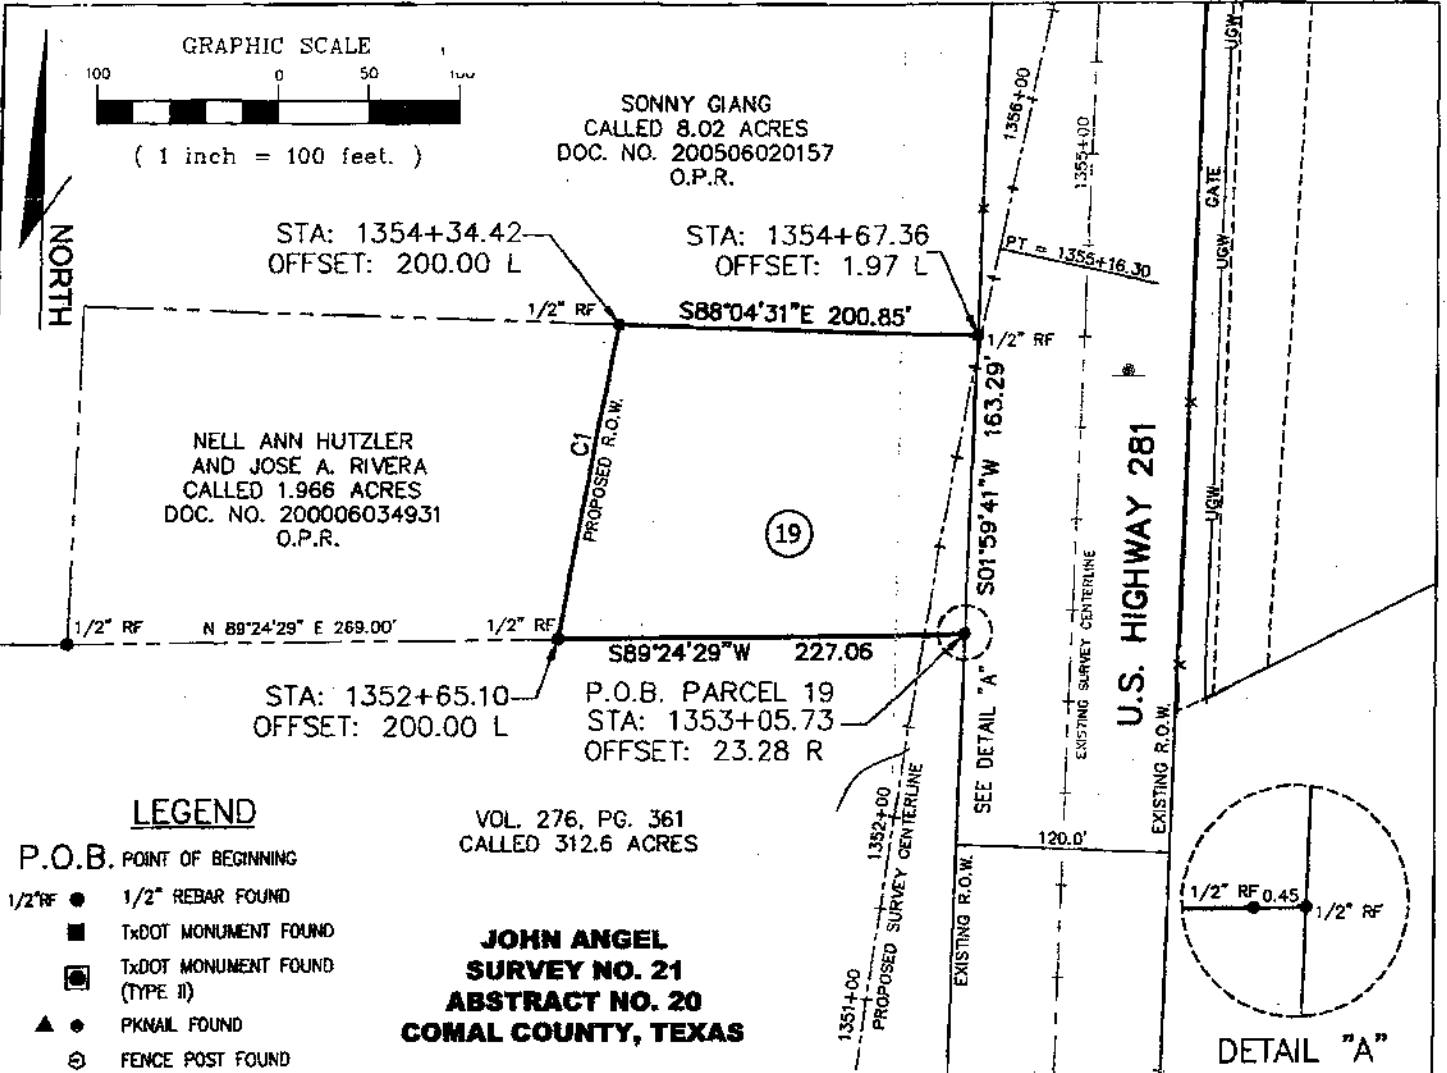 GRAPHIC SCALE
100 0 50 100
( 1 inch = 100 feet. )
NORTH
SONNY GIANG
CALLED 8.02 ACRES
DOC. NO. 200506020157
O.P.R.
STA: 1354+34.42
OFFSET: 200.00 L
STA: 1354+67.36
OFFSET: 1.97 L
1356+00
1355+00
PT = 1355+16.30
GATE
UGW
UGW
UGW
1/2" RF
S88°04'31"E 200.85'
1/2" RF
NELL ANN HUTZLER
AND JOSE A. RIVERA
CALLED 1.966 ACRES
DOC. NO. 200006034931
O.P.R.
C1
PROPOSED R.O.W.
19
S01°59'41"W 163.29'
U.S. HIGHWAY 281
EXISTING SURVEY CENTERLINE
1/2" RF
N 89°24'29" E 269.00'
1/2" RF
S89°24'29"W 227.06
STA: 1352+65.10
OFFSET: 200.00 L
P.O.B. PARCEL 19
STA: 1353+05.73
OFFSET: 23.28 R
SEE DETAIL "A"
EXISTING R.O.W.
120.0'
EXISTING R.O.W.
1352+00
1351+00
PROPOSED SURVEY CENTERLINE
VOL. 276, PG. 361
CALLED 312.6 ACRES
LEGEND
P.O.B. POINT OF BEGINNING
1/2"RF 1/2" REBAR FOUND
TxDOT MONUMENT FOUND
TxDOT MONUMENT FOUND
(TYPE II)
PKNAIL FOUND
FENCE POST FOUND
JOHN ANGEL
SURVEY NO. 21
ABSTRACT NO. 20
COMAL COUNTY, TEXAS
1/2" RF 0.45 1/2" RF
DETAIL "A"